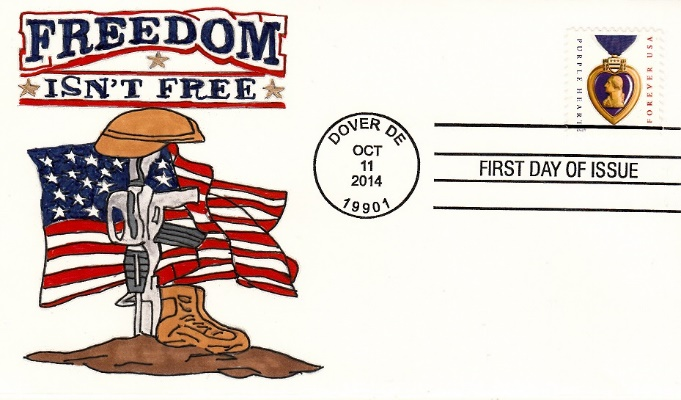 FREEDOM
ISN'T FREE
DOVER DE
OCT
11
2014
19901
FIRST DAY OF ISSUE
PURPLE HEART
FOREVER USA